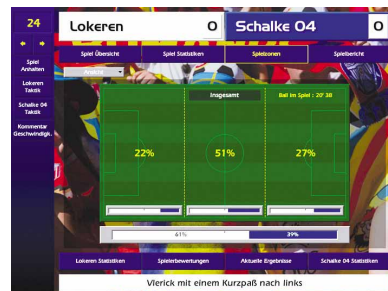 24
Lokeren 0 Schalke 04 0
Spiel Übersicht Spiel Statistiken Spielzonen Spielbericht
Ansicht
Spiel
Anhalten
Lokeren
Taktik
Schalke 04
Taktik
Kommentar
Geschwindigk.
Insgesamt Ball im Spiel : 20' 38
22% 51% 27%
61% 39%
Lokeren Statistiken Spielerbewertungen Aktuelle Ergebnisse Schalke 04 Statistiken
Vlerick mit einem Kurzpaß nach links